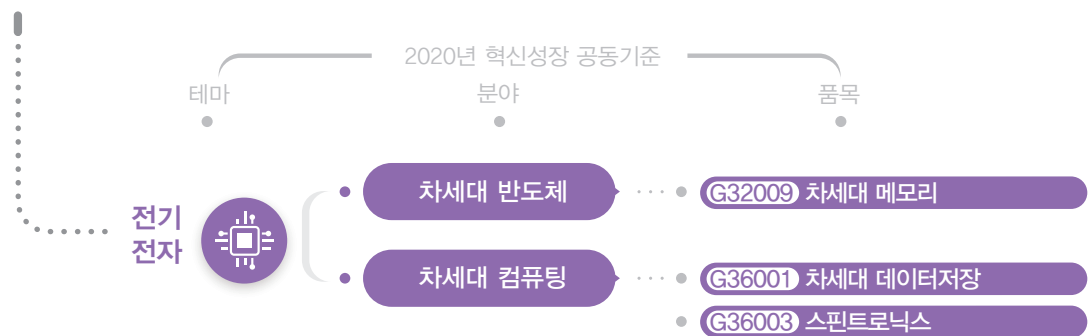 2020년 혁신성장 공동기준
테마 분야 품목
전기
전자
차세대 반도체
G32009 차세대 메모리
차세대 컴퓨팅
G36001 차세대 데이터저장
G36003 스핀트로닉스